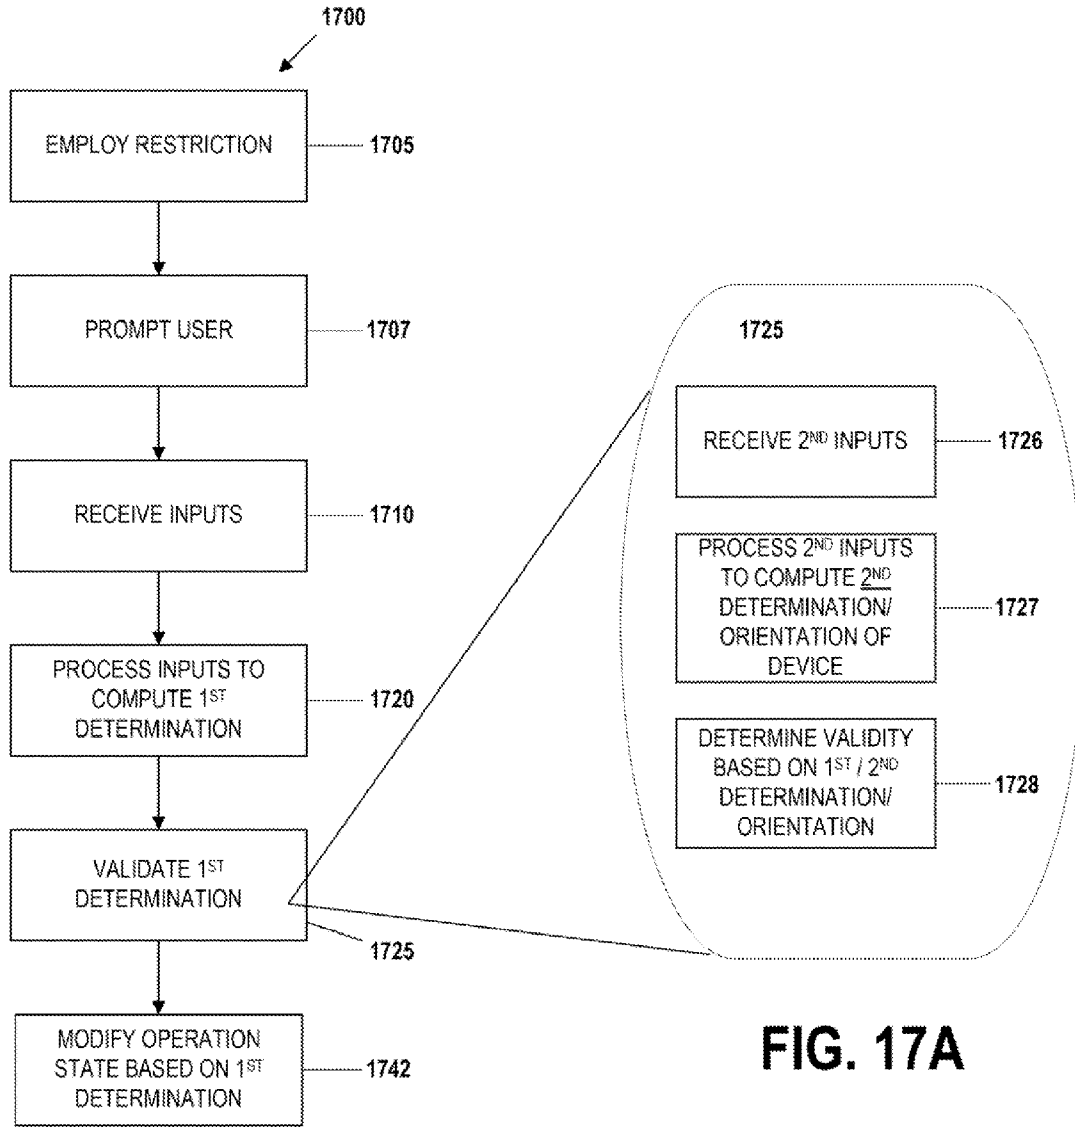 1700
EMPLOY RESTRICTION
1705
PROMPT USER
1707
RECEIVE INPUTS
1710
PROCESS INPUTS TO
COMPUTE 1ST
DETERMINATION
1720
VALIDATE 1ST
DETERMINATION
1725
MODIFY OPERATION
STATE BASED ON 1ST
DETERMINATION
1742
1725
RECEIVE 2ND INPUTS
1726
PROCESS 2ND INPUTS
TO COMPUTE 2ND
DETERMINATION/
ORIENTATION OF
DEVICE
1727
DETERMINE VALIDITY
BASED ON 1ST / 2ND
DETERMINATION/
ORIENTATION
1728
FIG. 17A